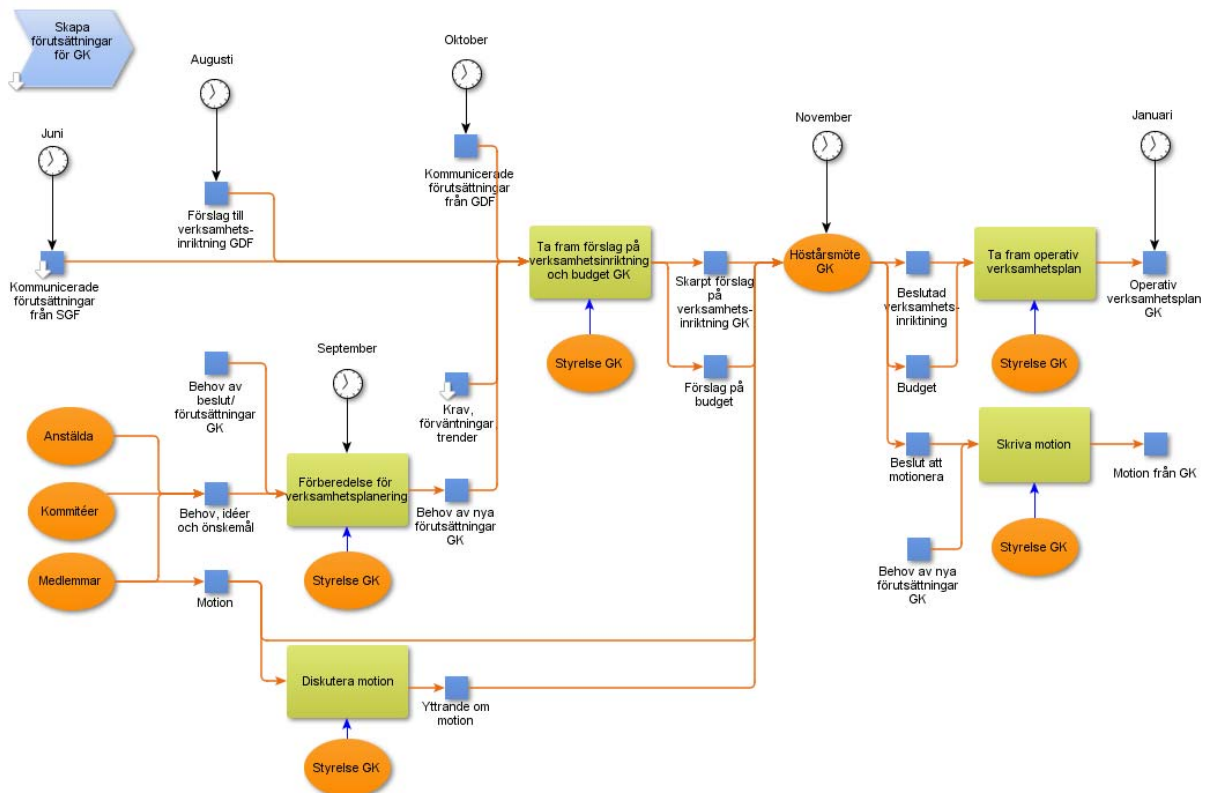 Skapa
förutsättningar
för GK
Juni
Kommunicerade
förutsättningar
från SGF
Augusti
Förslag till
verksamhets-
inriktning GDF
Oktober
Kommunicerade
förutsättningar
från GDF
Ta fram förslag på
verksamhetsinriktning
och budget GK
Styrelse GK
Skarpt förslag
på
verksamhets-
inriktning GK
Förslag på
budget
November
Höstårsmöte
GK
Beslutad
verksamhets-
inriktining
Budget
Ta fram operativ
verksamhetsplan
Styrelse GK
Januari
Operativ
verksamhetsplan
GK
Behov av
beslut/
förutsättningar
GK
September
Krav,
förväntningar,
trender
Anstälda
Kommitéer
Medlemmar
Behov, idéer
och önskemål
Förberedelse för
verksamhetsplanering
Styrelse GK
Behov av nya
förutsättningar
GK
Motion
Diskutera motion
Styrelse GK
Yttrande om
motion
Beslut att
motionera
Skriva motion
Motion från GK
Behov av nya
förutsättningar
GK
Styrelse GK